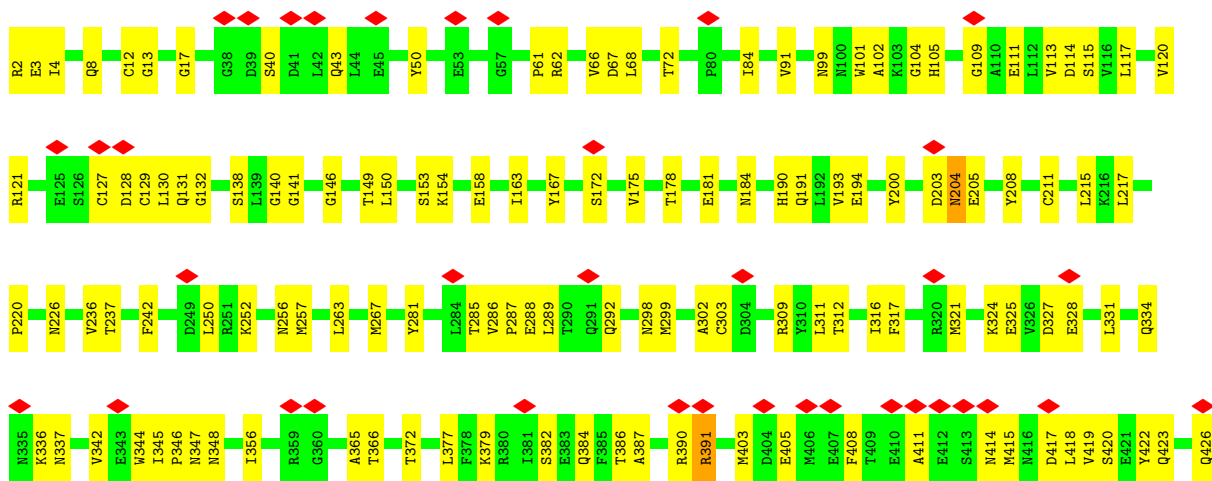 R2 E3 I4 Q8 C12 G13 G17 G38 D39 S40 D41 L42 Q43 L44 E45 Y50 E53 G57 P61 R62 V66 D67 L68 T72 P80 I84 V91 N99 N100 W101 A102 K103 G104 H105 G109 A110 E111 L112 V113 D114 S115 V116 L117 V120
R121 E125 S126 C127 D128 C129 L130 Q131 G132 S138 L139 G140 G141 G146 T149 L150 S153 K154 E158 I163 Y167 S172 V175 T178 E181 N184 H190 Q191 L192 V193 E194 Y200 D203 N204 E205 Y208 C211 L215 K216 L217
P220 N226 V236 T237 F242 D249 L250 R251 K252 N256 M257 L263 M267 Y281 L284 T285 V286 P287 E288 L289 T290 Q291 Q292 N298 M299 A302 C303 D304 R309 Y310 L311 T312 I316 F317 R320 M321 K324 E325 V326 D327 E328 L331 Q334
N335 K336 N337 V342 E343 W344 I345 P346 N347 N348 I356 R359 G360 A365 T366 T372 L377 F378 K379 R380 I381 S382 E383 Q384 F385 T386 A387 R390 R391 M403 D404 E405 M406 E407 F408 T409 E410 A411 E412 S413 N414 M415 N416 D417 L418 V419 S420 E421 Y422 Q423 Q426